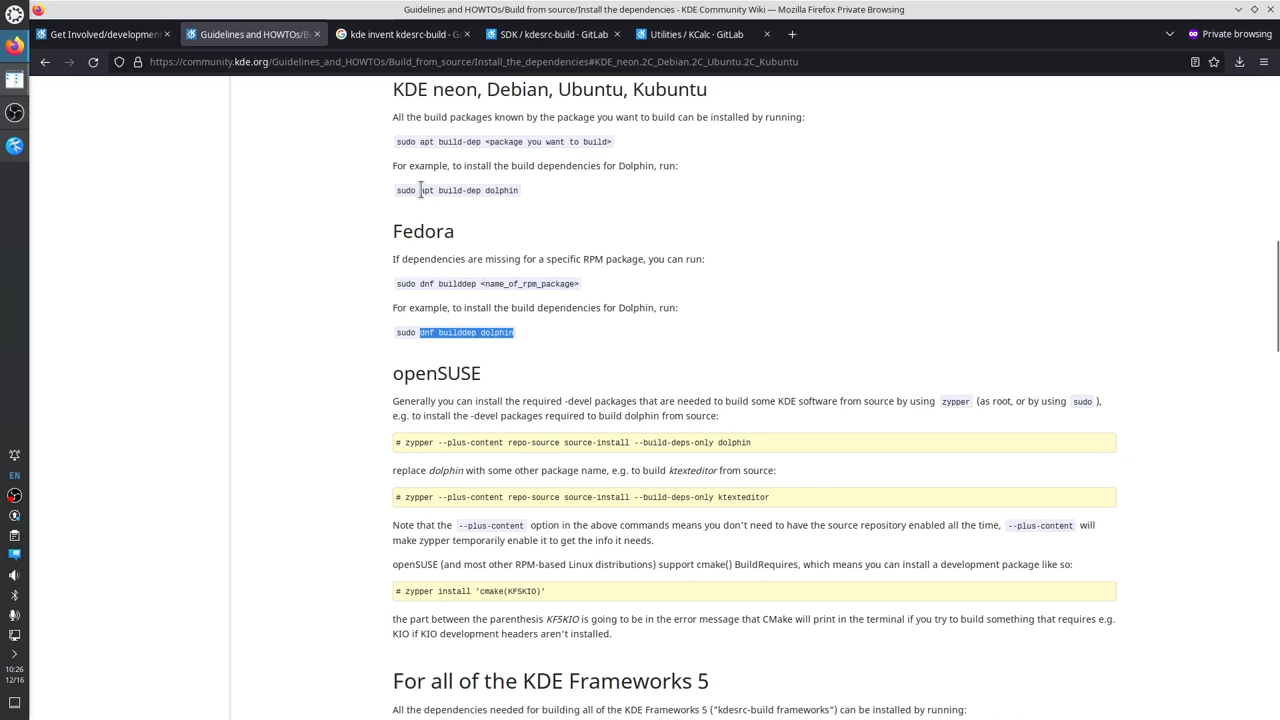 Guidelines and HOWTOs/Build from source/Install the dependencies - KDE Community Wiki — Mozilla Firefox Private Browsing
Get Involved/development
Guidelines and HOWTOs/B
kde invent kdesrc-build - G
SDK / kdesrc-build · GitLab
Utilities / KCalc · GitLab
Private browsing
https://community.kde.org/Guidelines_and_HOWTOs/Build_from_source/Install_the_dependencies#KDE_neon.2C_Debian.2C_Ubuntu.2C_Kubuntu
KDE neon, Debian, Ubuntu, Kubuntu
All the build packages known by the package you want to build can be installed by running:
sudo apt build-dep <package you want to build>
For example, to install the build dependencies for Dolphin, run:
sudo apt build-dep dolphin
Fedora
If dependencies are missing for a specific RPM package, you can run:
sudo dnf builddep <name_of_rpm_package>
For example, to install the build dependencies for Dolphin, run:
sudo dnf builddep dolphin
openSUSE
Generally you can install the required -devel packages that are needed to build some KDE software from source by using zypper (as root, or by using sudo ),
e.g. to install the -devel packages required to build dolphin from source:
# zypper --plus-content repo-source source-install --build-deps-only dolphin
replace dolphin with some other package name, e.g. to build ktexteditor from source:
# zypper --plus-content repo-source source-install --build-deps-only ktexteditor
Note that the --plus-content option in the above commands means you don't need to have the source repository enabled all the time, --plus-content will
make zypper temporarily enable it to get the info it needs.
openSUSE (and most other RPM-based Linux distributions) support cmake() BuildRequires, which means you can install a development package like so:
# zypper install 'cmake(KF5KIO)'
the part between the parenthesis KF5KIO is going to be in the error message that CMake will print in the terminal if you try to build something that requires e.g.
KIO if KIO development headers aren't installed.
For all of the KDE Frameworks 5
All the dependencies needed for building all of the KDE Frameworks 5 ("kdesrc-build frameworks") can be installed by running:
EN
10:26
12/16